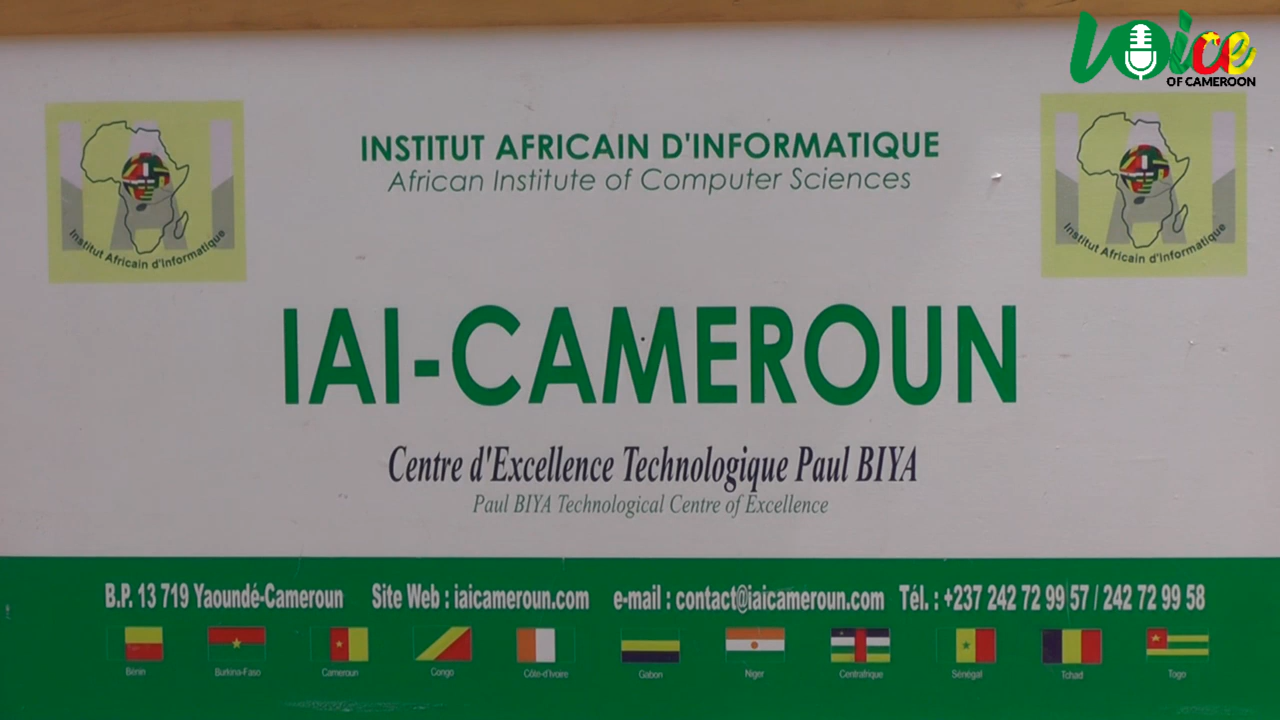 Voice
OF CAMEROON
INSTITUT AFRICAIN D'INFORMATIQUE
African Institute of Computer Sciences
Institut Africain d'informatique
Institut Africain d'informatique
IAI-CAMEROUN
Centre d'Excellence Technologique Paul BIYA
Paul BIYA Technological Centre of Excellence
B.P. 13 719 Yaoundé-Cameroun Site Web : iaicameroun.com e-mail : contact@iaicameroun.com Tél. : +237 242 72 99 57 / 242 72 99 58
Bénin Burkina-Faso Cameroun Congo Côte-d'Ivoire Gabon Niger Centrafrique Sénégal Tchad Togo